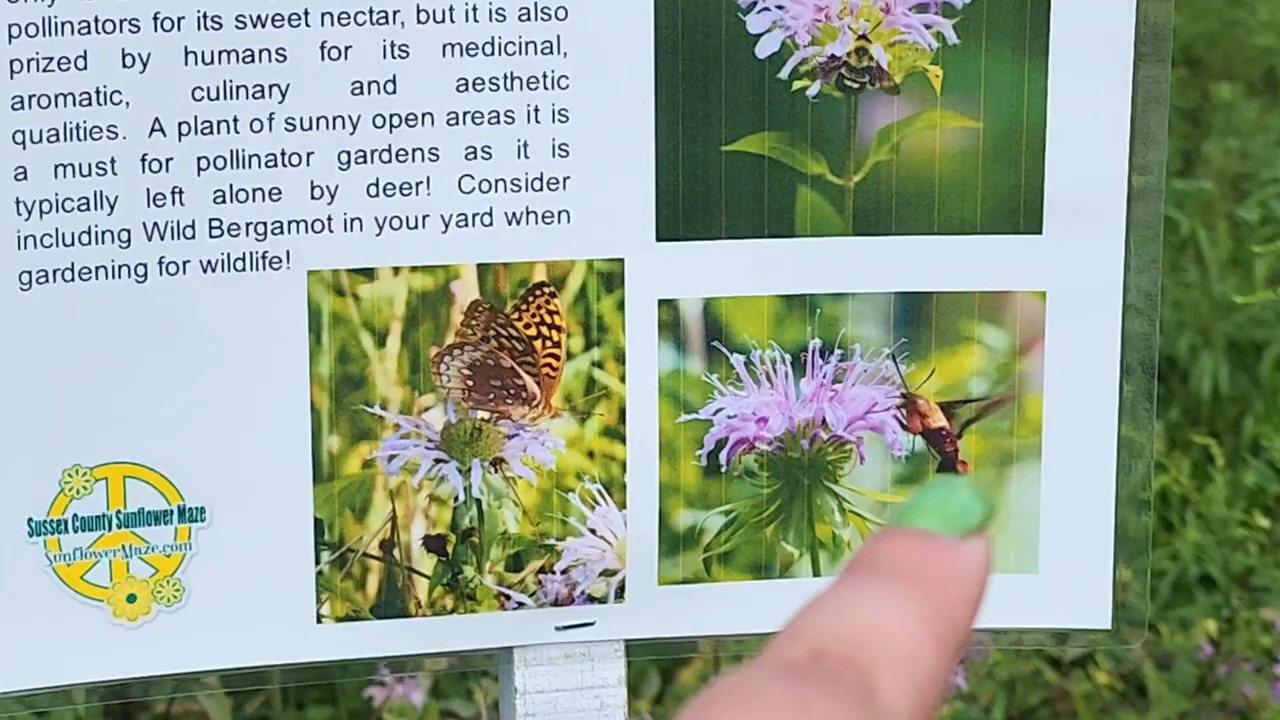 pollinators for its sweet nectar, but it is also
prized by humans for its medicinal,
aromatic, culinary and aesthetic
qualities. A plant of sunny open areas it is
a must for pollinator gardens as it is
typically left alone by deer! Consider
including Wild Bergamot in your yard when
gardening for wildlife!
Sussex County Sunflower Maze
SunflowerMaze.com